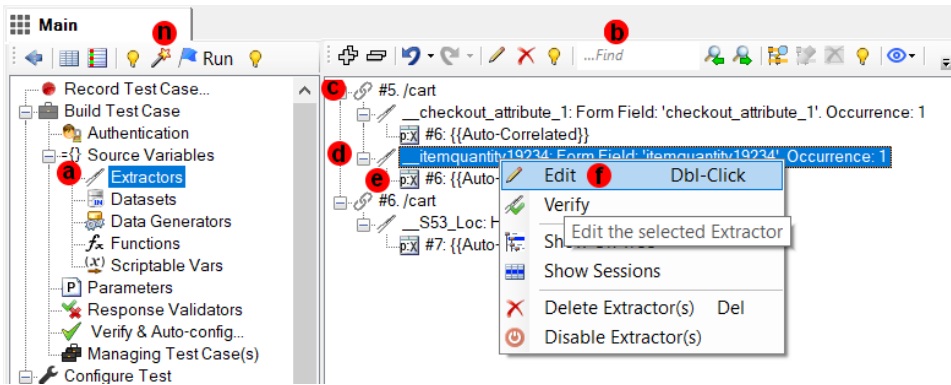 Main
n
b
Run
...Find
Record Test Case...
Build Test Case
Authentication
Source Variables
a
Extractors
Datasets
Data Generators
Functions
Scriptable Vars
Parameters
Response Validators
Verify & Auto-config...
Managing Test Case(s)
Configure Test
c
#5. /cart
__checkout_attribute_1: Form Field: 'checkout_attribute_1'. Occurrence: 1
p:X #6: {{Auto-Correlated}}
d
__itemquantity19234: Form Field: 'itemquantity19234'. Occurrence: 1
e
p:X #6: {{Auto-
#6. /cart
__S53_Loc: H
p:X #7: {{Auto-
Edit f Dbl-Click
Verify
Edit the selected Extractor
Show Sessions
Delete Extractor(s) Del
Disable Extractor(s)